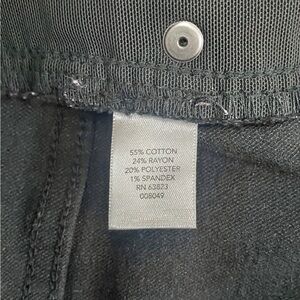 55% COTTON
24% RAYON
20% POLYESTER
1% SPANDEX
RN 63823
008049